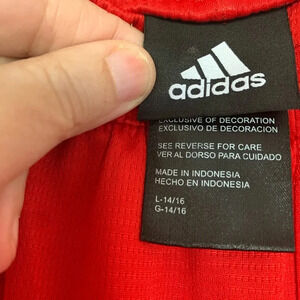 adidas
EXCLUSIVE OF DECORATION
EXCLUSIVO DE DECORACION
SEE REVERSE FOR CARE
VER AL DORSO PARA CUIDADO
MADE IN INDONESIA
HECHO EN INDONESIA
L-14/16
G-14/16